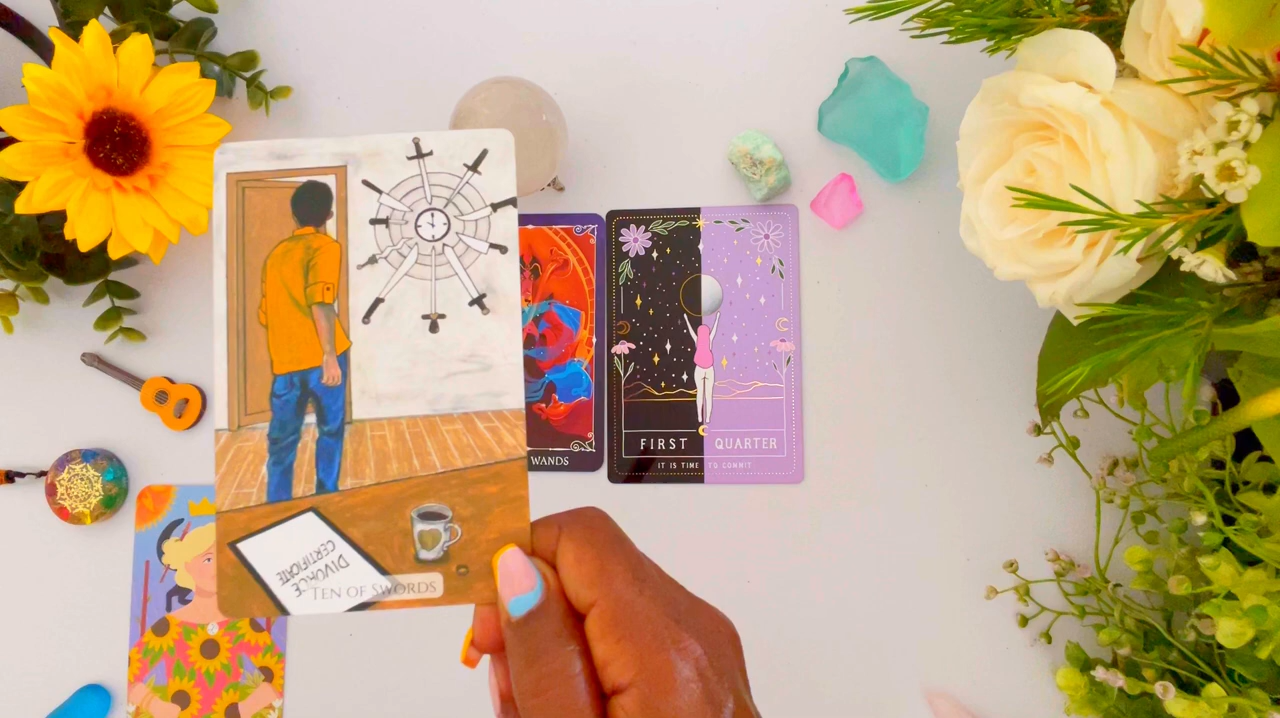 DIVORCE
CERTIFICATE
TEN OF SWORDS
WANDS
FIRST QUARTER
IT IS TIME TO COMMIT